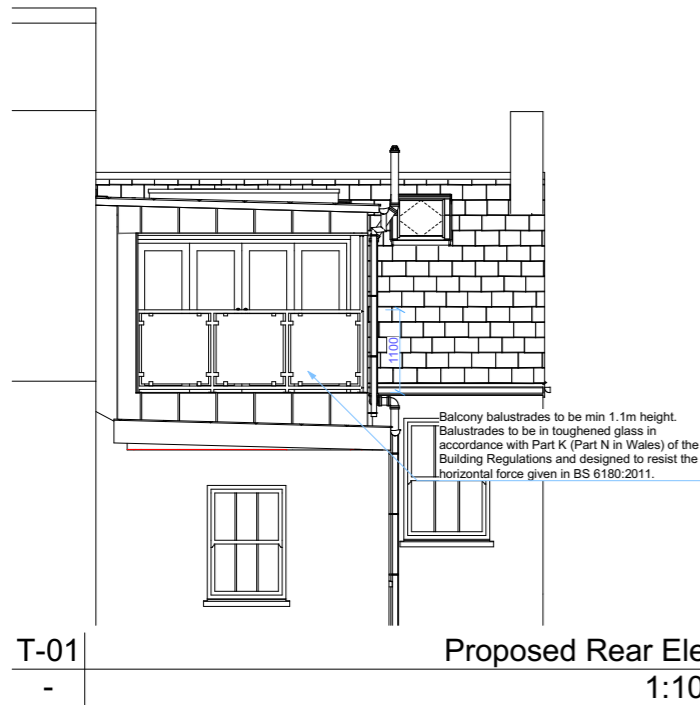 1100
Balcony balustrades to be min 1.1m height.
Balustrades to be in toughened glass in
accordance with Part K (Part N in Wales) of the
Building Regulations and designed to resist the
horizontal force given in BS 6180:2011.
T-01
Proposed Rear Ele
-
1:10